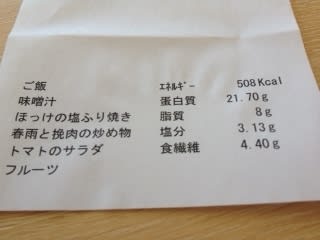 ご飯 ｴﾈﾙｷﾞｰ 508Kcal
味噌汁 蛋白質 21.70g
ほっけの塩ふり焼き 脂質 8g
春雨と挽肉の炒め物 塩分 3.13g
トマトのサラダ 食繊維 4.40g
フルーツ